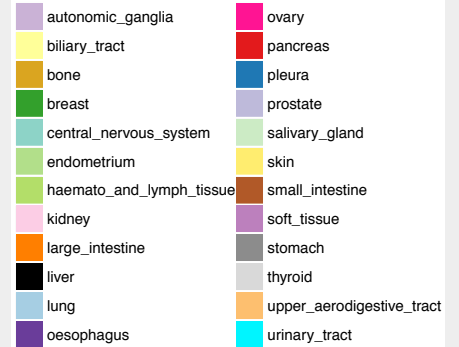 autonomic_ganglia
biliary_tract
bone
breast
central_nervous_system
endometrium
haemato_and_lymph_tissue
kidney
large_intestine
liver
lung
oesophagus
ovary
pancreas
pleura
prostate
salivary_gland
skin
small_intestine
soft_tissue
stomach
thyroid
upper_aerodigestive_tract
urinary_tract